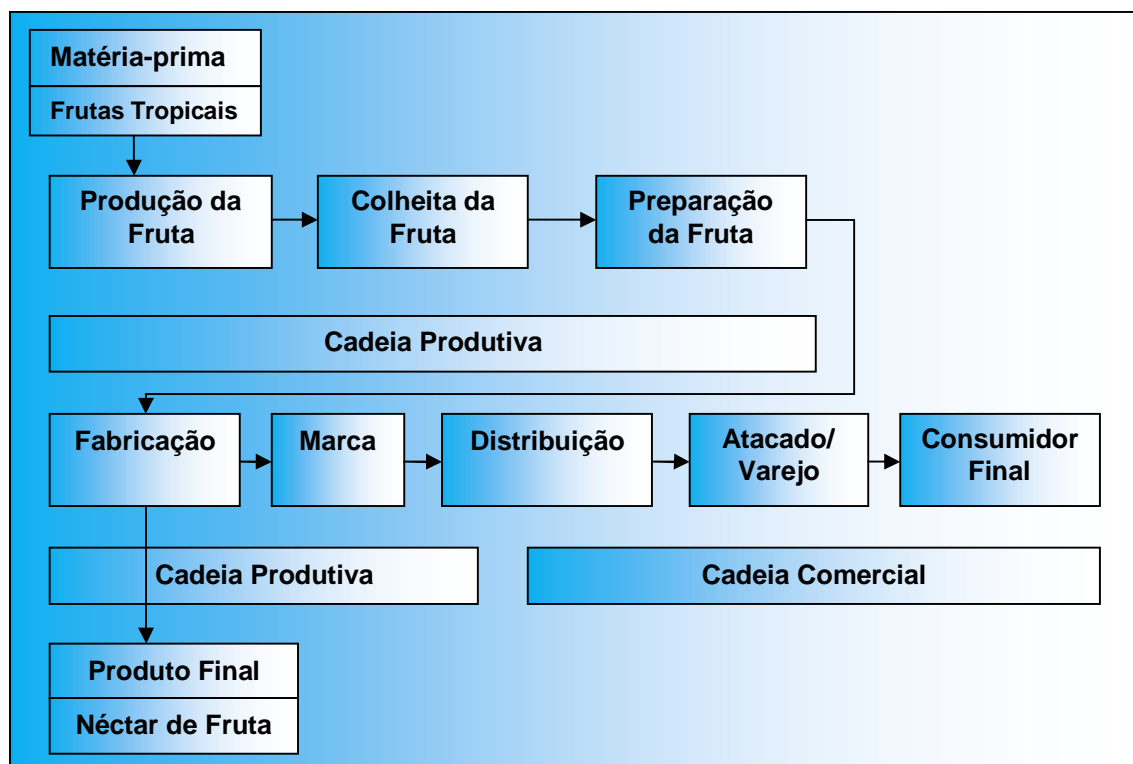 Matéria-prima
Frutas Tropicais
Produção da
Fruta
Colheita da
Fruta
Preparação
da Fruta
Cadeia Produtiva
Fabricação
Marca
Distribuição
Atacado/
Varejo
Consumidor
Final
Cadeia Produtiva
Cadeia Comercial
Produto Final
Néctar de Fruta